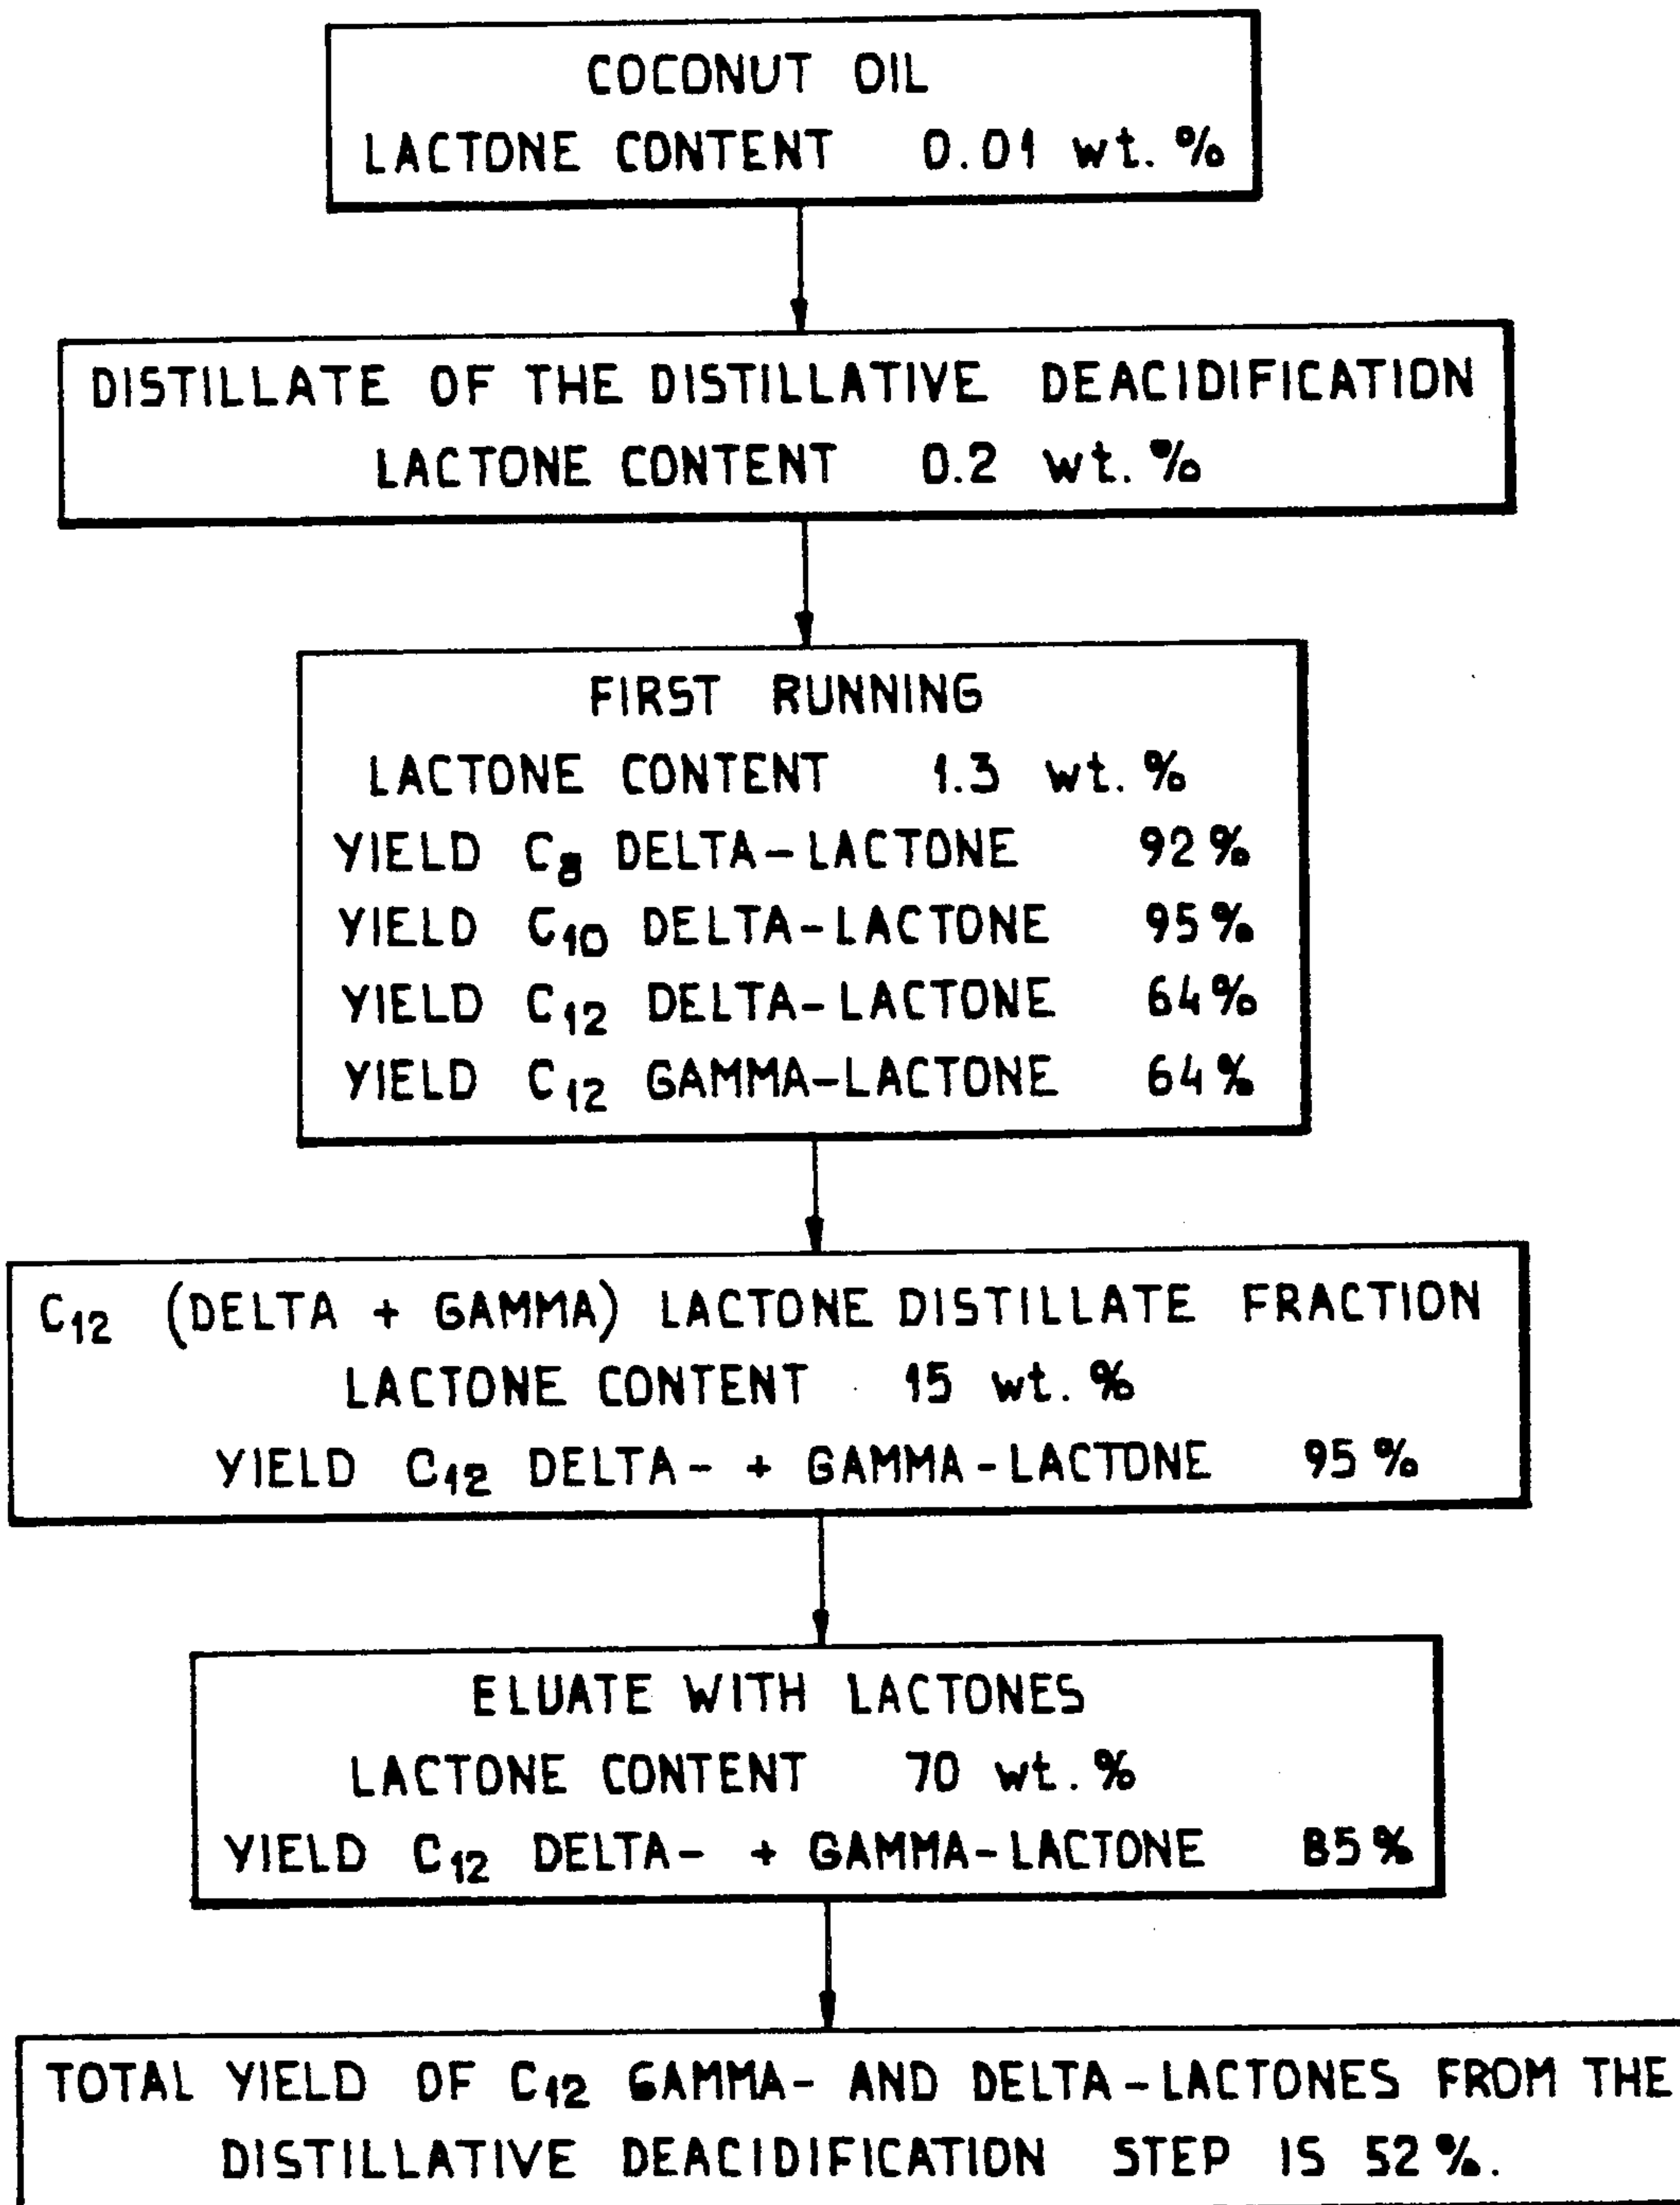 COCONUT OIL
LACTONE CONTENT 0.01 wt. %
DISTILLATE OF THE DISTILLATIVE DEACIDIFICATION
LACTONE CONTENT 0.2 wt. %
FIRST RUNNING
LACTONE CONTENT 1.3 wt. %
YIELD C8 DELTA-LACTONE 92%
YIELD C10 DELTA-LACTONE 95%
YIELD C12 DELTA-LACTONE 64%
YIELD C12 GAMMA-LACTONE 64%
C12 (DELTA + GAMMA) LACTONE DISTILLATE FRACTION
LACTONE CONTENT 15 wt. %
YIELD C12 DELTA- + GAMMA-LACTONE 95%
ELUATE WITH LACTONES
LACTONE CONTENT 70 wt. %
YIELD C12 DELTA- + GAMMA-LACTONE 85%
TOTAL YIELD OF C12 GAMMA- AND DELTA-LACTONES FROM THE
DISTILLATIVE DEACIDIFICATION STEP IS 52%.